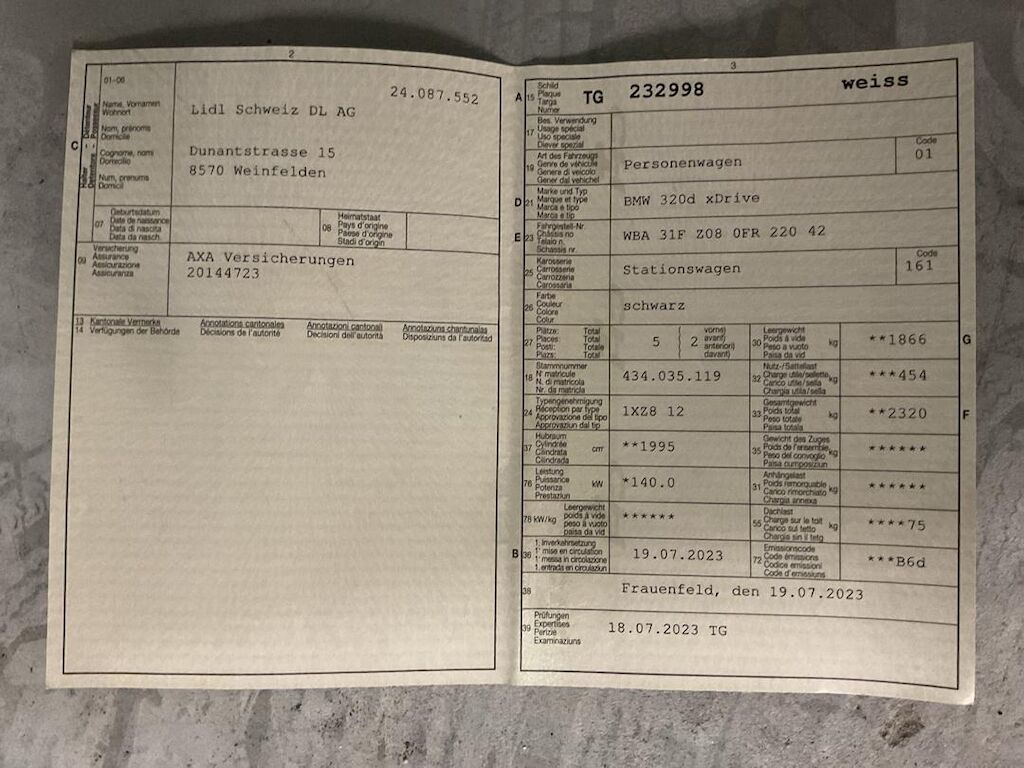 2
01-06
24.087.552
C
Halter Détenteur
Detentore Possessur
Name, Vornamen
Wohnort
Nom, prénoms
Domicile
Cognome, nomi
Domicilio
Num, prenums
Domicil
Lidl Schweiz DL AG
Dunantstrasse 15
8570 Weinfelden
07
Geburtsdatum
Date de naissance
Data di nascita
Data da nasch.
08
Heimatstaat
Pays d'origine
Paese d'origine
Stadi d'origin
09
Versicherung
Assurance
Assicurazione
Assicuranza
AXA Versicherungen
20144723
13 Kantonale Vermerke Annotations cantonales Annotazioni cantonali Annotaziuns chantunalas
14 Verfügungen der Behörde Décisions de l'autorité Decisioni dell'autorità Disposiziuns da l'autoritad
3
A 15
Schild
Plaque
Targa
Numer
TG 232998 weiss
17
Bes. Verwendung
Usage spécial
Uso speciale
Diever spezial
19
Art des Fahrzeugs
Genre de véhicule
Genere di veicolo
Gener dal vehichel
Personenwagen
Code
01
D 21
Marke und Typ
Marque et type
Marca e tipo
Marca e tip
BMW 320d xDrive
E 23
Fahrgestell-Nr.
Châssis no
Telaio n.
Schassis nr.
WBA 31F Z08 0FR 220 42
25
Karosserie
Carrosserie
Carrozzeria
Carossaria
Stationswagen
Code
161
26
Farbe
Couleur
Colore
Colur
schwarz
27
Plätze: Total
Places: Total
Posti: Totale
Plazs: Total
5 2
vorne)
avant)
anteriori)
davant)
30
Leergewicht
Poids à vide
Peso a vuoto
Paisa da vid
kg
**1866
G
18
Stammnummer
N° matricule
N. di matricola
Nr. da matricla
434.035.119
32
Nutz-/Sattellast
Charge utile/sellette
Carico utile/sella
Chargia utila/sella
kg
***454
24
Typengenehmigung
Réception par type
Approvazione del tipo
Approvaziun dal tip
1XZ8 12
33
Gesamtgewicht
Poids total
Peso totale
Paisa totala
kg
**2320
F
37
Hubraum
Cylindrée
Cilindrata
Cilindrada
cm³
**1995
35
Gewicht des Zuges
Poids de l'ensemble
Peso del convoglio
Paisa cumposiziun
kg
******
76
Leistung
Puissance
Potenza
Prestaziun
kW
*140.0
31
Anhängelast
Poids remorquable
Carico rimorchiato
Chargia annexa
kg
******
78 kW/kg
Leergewicht
poids à vide
peso a vuoto
paisa da vid
******
55
Dachlast
Charge sur le toit
Carico sul tetto
Chargia sin il tetg
kg
****75
B 36
1. Inverkehrsetzung
1re mise en circulation
1a messa in circolazione
1. entrada en circulaziun
19.07.2023
72
Emissionscode
Code émissions
Codice emissioni
Code d'emissiuns
***B6d
38
Frauenfeld, den 19.07.2023
39
Prüfungen
Expertises
Perizie
Examinaziuns
18.07.2023 TG